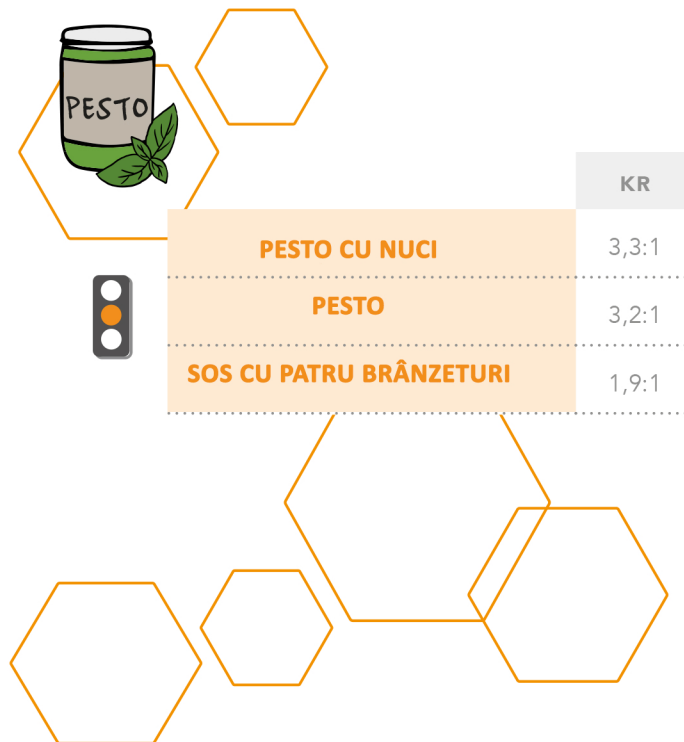 PESTO
KR
PESTO CU NUCI 3,3:1
PESTO 3,2:1
SOS CU PATRU BRÂNZETURI 1,9:1